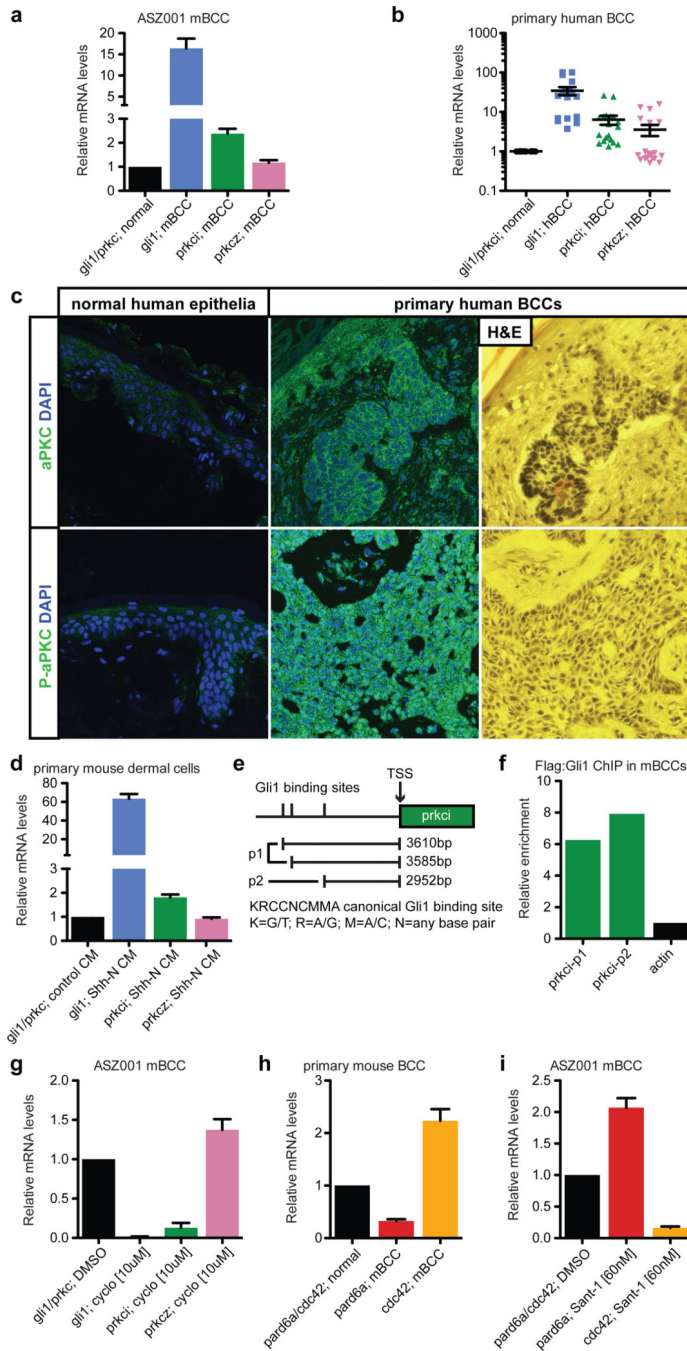 a
ASZ001 mBCC
Relative mRNA levels
20
15
10
5
3
2
1
0
gli1/prkc; normal
gli1; mBCC
prkci; mBCC
prkcz; mBCC
b
primary human BCC
Relative mRNA levels
1000
100
10
1
0.1
gli1/prkci; normal
gli1; hBCC
prkci; hBCC
prkcz; hBCC
c
normal human epithelia
primary human BCCs
H&E
aPKC DAPI
P-aPKC DAPI
d
primary mouse dermal cells
Relative mRNA levels
80
60
40
20
2
1
0
gli1/prkc; control CM
gli1; Shh-N CM
prkci; Shh-N CM
prkcz; Shh-N CM
e
TSS
Gli1 binding sites
prkci
p1
3610bp
3585bp
p2
2952bp
KRCCNCMMA canonical Gli1 binding site
K=G/T; R=A/G; M=A/C; N=any base pair
f
Flag:Gli1 ChIP in mBCCs
Relative enrichment
10
8
6
4
2
0
prkci-p1
prkci-p2
actin
g
ASZ001 mBCC
Relative mRNA levels
2.0
1.5
1.0
0.5
0.0
gli1/prkc; DMSO
gli1; cyclo [10uM]
prkci; cyclo [10uM]
prkcz; cyclo [10uM]
h
primary mouse BCC
Relative mRNA levels
3
2
1
0
pard6a/cdc42; normal
pard6a; mBCC
cdc42; mBCC
i
ASZ001 mBCC
Relative mRNA levels
2.5
2.0
1.5
1.0
0.5
0.0
pard6a/cdc42; DMSO
pard6a; Sant-1 [60nM]
cdc42; Sant-1 [60nM]